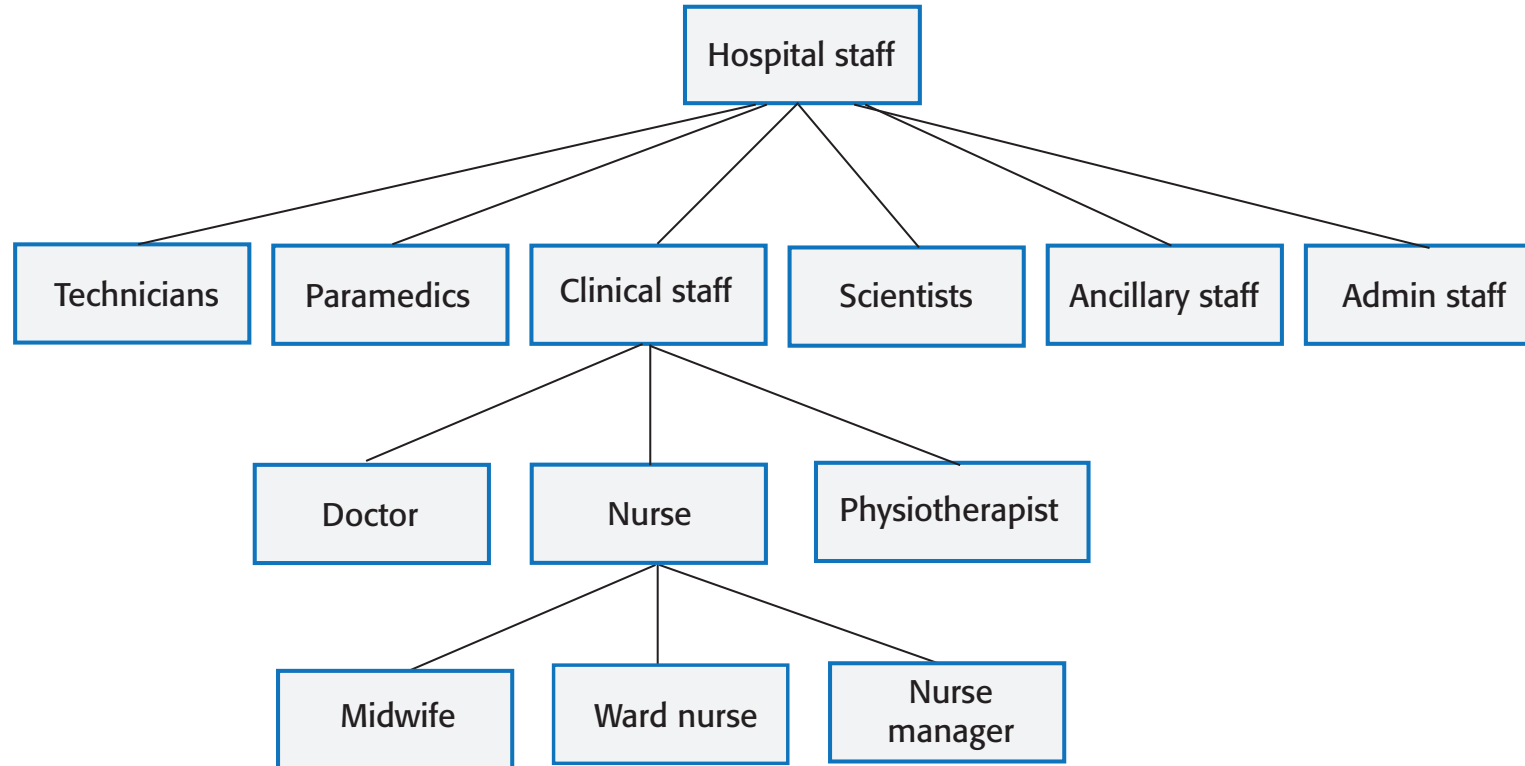 Hospital staff
Technicians
Paramedics
Clinical staff
Scientists
Ancillary staff
Admin staff
Doctor
Nurse
Physiotherapist
Midwife
Ward nurse
Nurse
manager